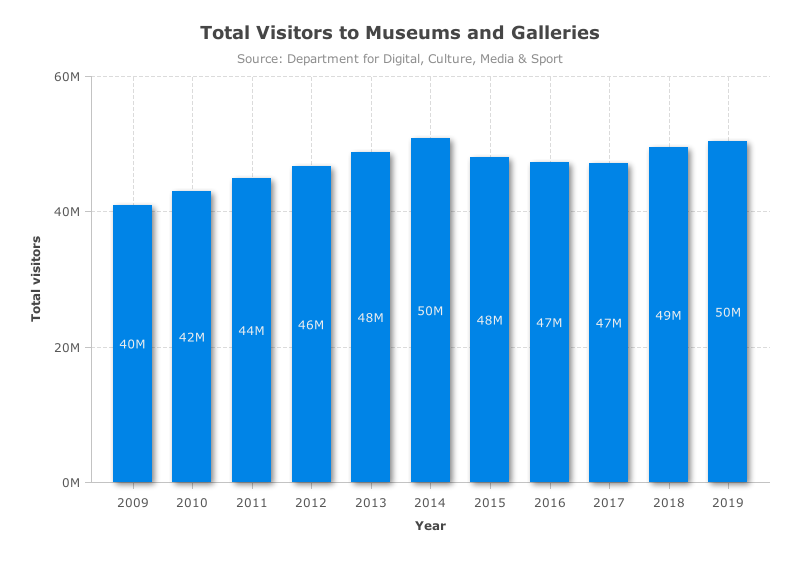 Total Visitors to Museums and Galleries
Source: Department for Digital, Culture, Media & Sport
60M
40M
20M
0M
Total visitors
40M
42M
44M
46M
48M
50M
48M
47M
47M
49M
50M
2009 2010 2011 2012 2013 2014 2015 2016 2017 2018 2019
Year